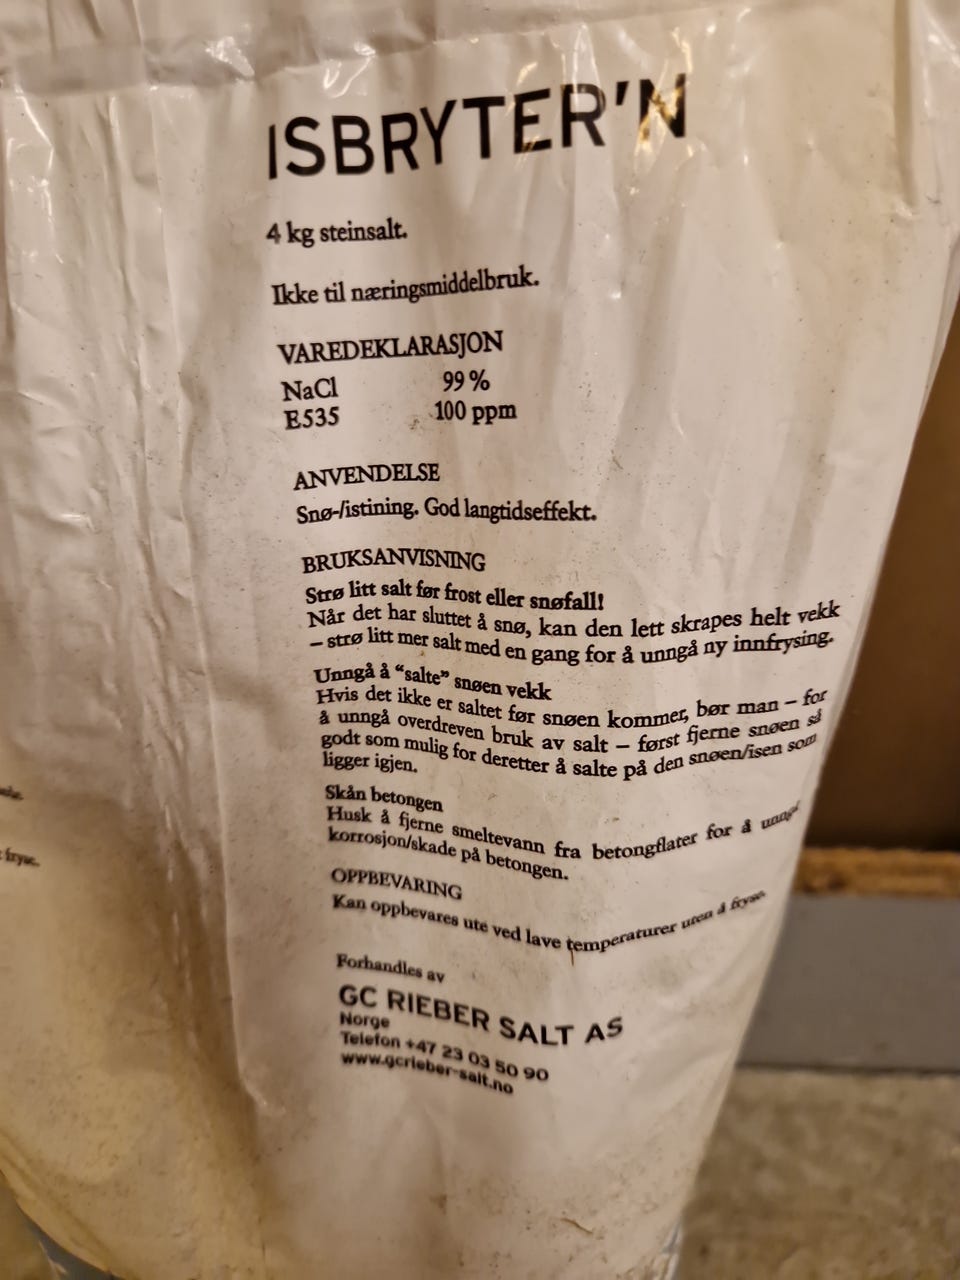 ISBRYTER'N
4 kg steinsalt.
Ikke til næringsmiddelbruk.
VAREDEKLARASJON
NaCl 99 %
E535 100 ppm
ANVENDELSE
Snø-/istining. God langtidseffekt.
BRUKSANVISNING
Strø litt salt før frost eller snøfall!
Når det har sluttet å snø, kan den lett skrapes helt vekk
– strø litt mer salt med en gang for å unngå ny innfrysing.
Unngå å “salte” snøen vekk
Hvis det ikke er saltet før snøen kommer, bør man – for
å unngå overdreven bruk av salt – først fjerne snøen så
godt som mulig for deretter å salte på den snøen/isen som
ligger igjen.
Skån betongen
Husk å fjerne smeltevann fra betongflater for å unngå
korrosjon/skade på betongen.
OPPBEVARING
Kan oppbevares ute ved lave temperaturer uten å fryse.
Forhandles av
GC RIEBER SALT AS
Norge
Telefon +47 23 03 50 90
www.gcrieber-salt.no
fryse.